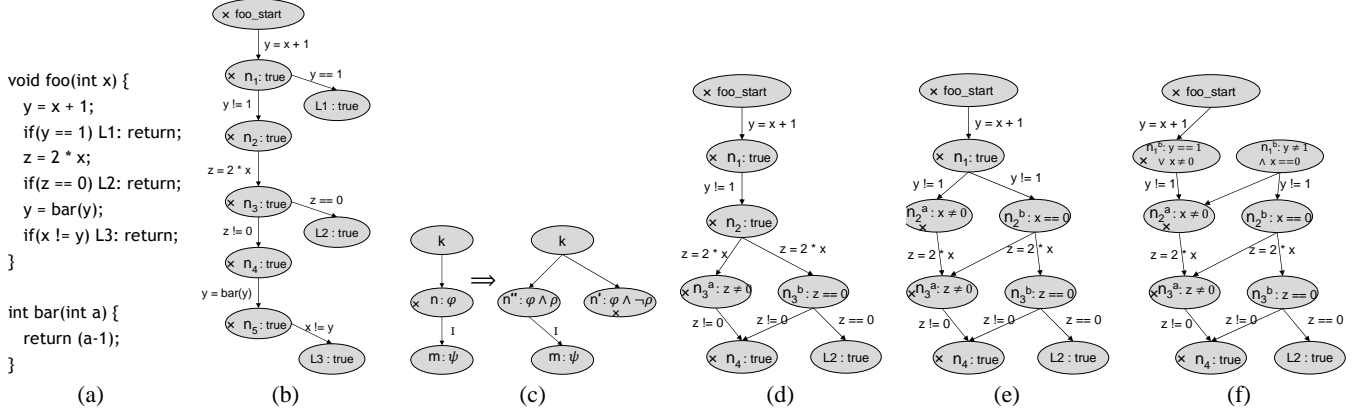 void foo(int x) {
y = x + 1;
if(y == 1) L1: return;
z = 2 * x;
if(z == 0) L2: return;
y = bar(y);
if(x != y) L3: return;
}
int bar(int a) {
return (a-1);
}
(a)
× foo_start
y = x + 1
× n1 : true
y == 1
L1 : true
y != 1
× n2 : true
z = 2 * x
× n3 : true
z == 0
L2 : true
z != 0
× n4 : true
y = bar(y)
× n5 : true
x != y
L3 : true
(b)
k
× n : φ
I
m : ψ
⇒
k
n'' : φ ∧ ρ
n' : φ ∧ ¬ρ
×
I
m : ψ
(c)
× foo_start
y = x + 1
× n1 : true
y != 1
× n2 : true
z = 2 * x
z = 2 * x
× n3a : z ≠ 0
n3b : z == 0
z != 0
z != 0
z == 0
× n4 : true
L2 : true
(d)
× foo_start
y = x + 1
× n1 : true
y != 1
y != 1
n2a : x ≠ 0
×
n2b : x == 0
z = 2 * x
z = 2 * x
× n3a : z ≠ 0
n3b : z == 0
z != 0
z != 0
z == 0
× n4 : true
L2 : true
(e)
× foo_start
y = x + 1
n1b : y == 1
× ∨ x ≠ 0
n1b : y ≠ 1
∧ x == 0
y != 1
y != 1
n2a : x ≠ 0
×
n2b : x == 0
z = 2 * x
z = 2 * x
× n3a : z ≠ 0
n3b : z == 0
z != 0
z != 0
z == 0
× n4 : true
L2 : true
(f)